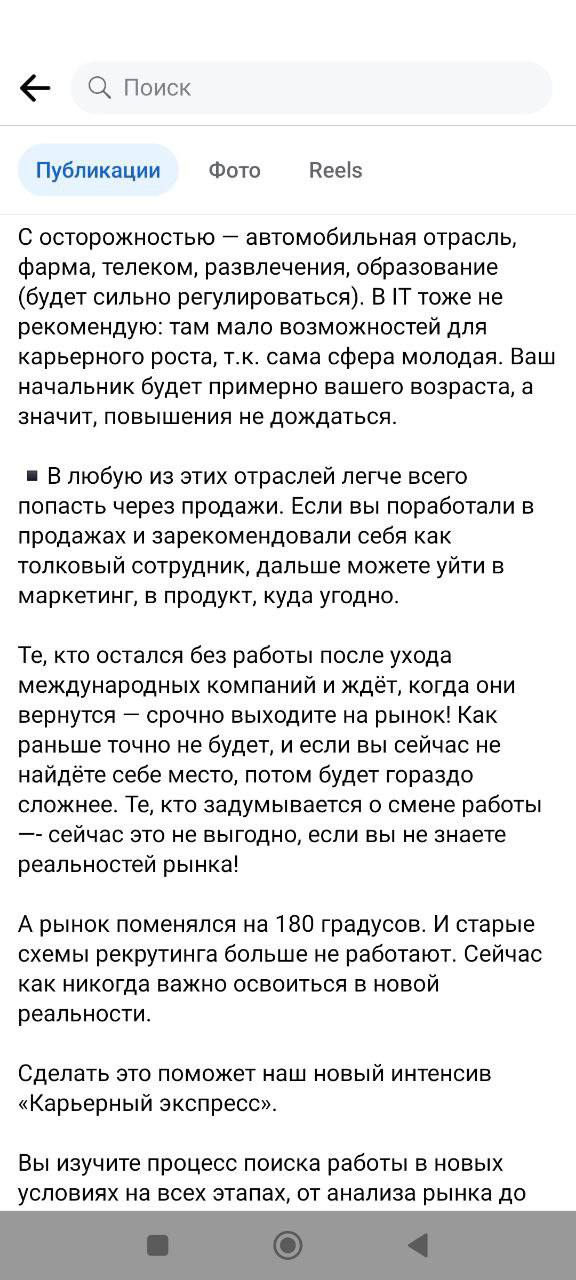 Поиск
Публикации
Фото
Reels
С осторожностью — автомобильная отрасль,
фарма, телеком, развлечения, образование
(будет сильно регулироваться). В IT тоже не
рекомендую: там мало возможностей для
карьерного роста, т.к. сама сфера молодая. Ваш
начальник будет примерно вашего возраста, а
значит, повышения не дождаться.
▪️В любую из этих отраслей легче всего
попасть через продажи. Если вы поработали в
продажах и зарекомендовали себя как
толковый сотрудник, дальше можете уйти в
маркетинг, в продукт, куда угодно.
Те, кто остался без работы после ухода
международных компаний и ждёт, когда они
вернутся — срочно выходите на рынок! Как
раньше точно не будет, и если вы сейчас не
найдёте себе место, потом будет гораздо
сложнее. Те, кто задумывается о смене работы
—- сейчас это не выгодно, если вы не знаете
реальностей рынка!
А рынок поменялся на 180 градусов. И старые
схемы рекрутинга больше не работают. Сейчас
как никогда важно освоиться в новой
реальности.
Сделать это поможет наш новый интенсив
«Карьерный экспресс».
Вы изучите процесс поиска работы в новых
условиях на всех этапах, от анализа рынка до